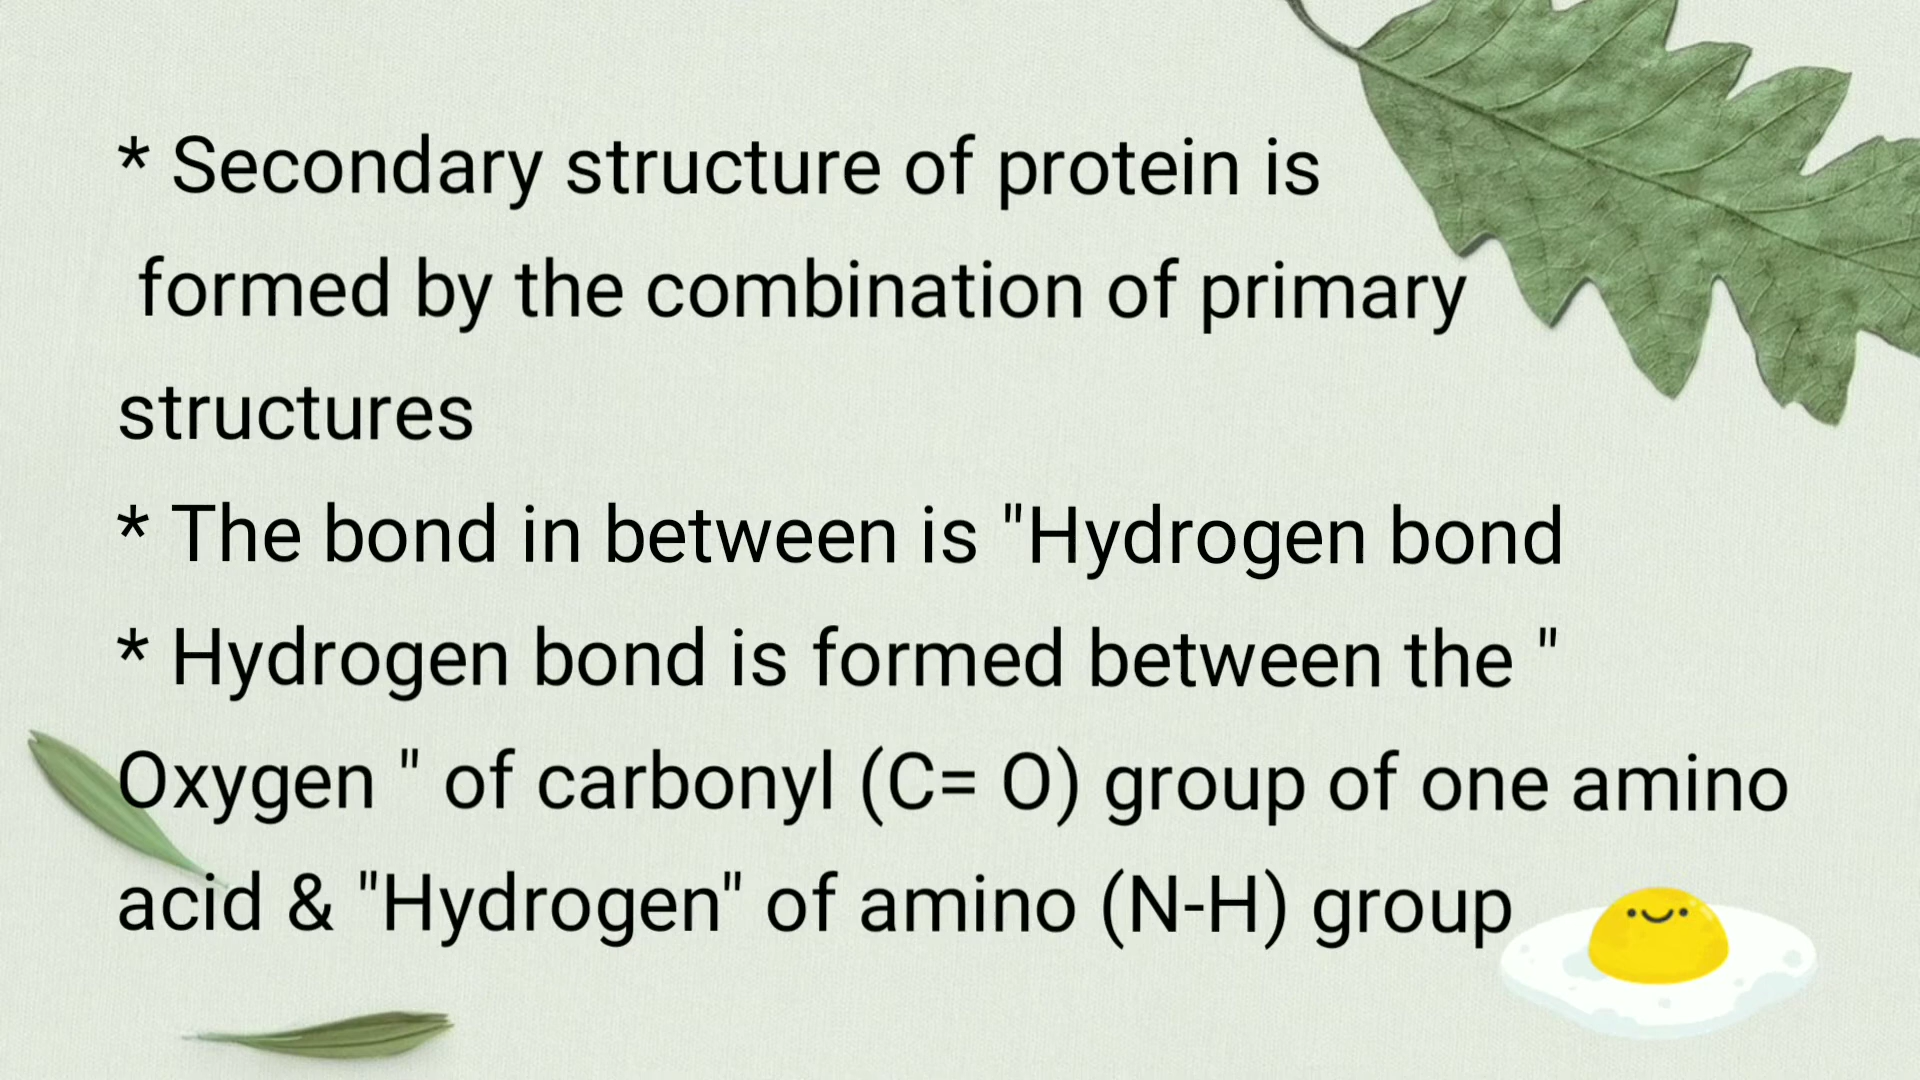 * Secondary structure of protein is
formed by the combination of primary
structures
* The bond in between is "Hydrogen bond
* Hydrogen bond is formed between the "
Oxygen " of carbonyl (C= O) group of one amino
acid & "Hydrogen" of amino (N-H) group